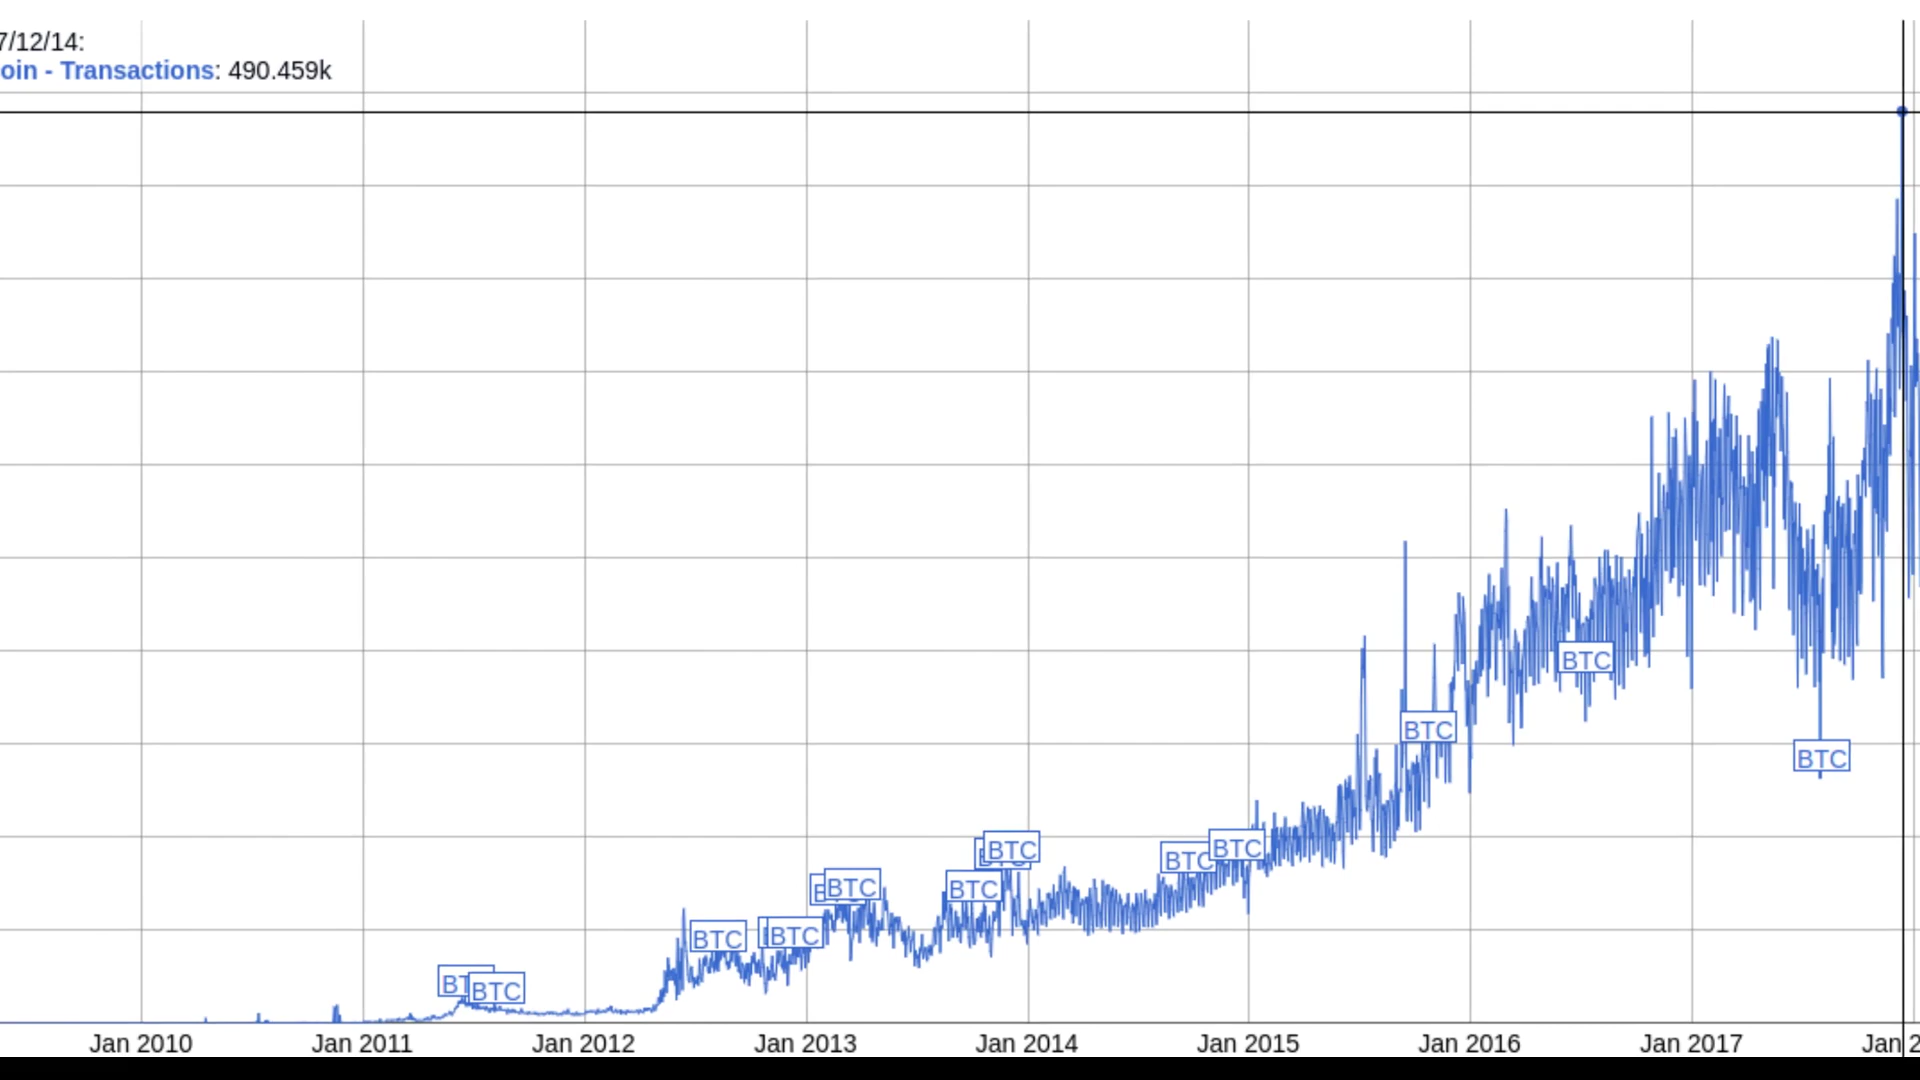 7/12/14:
oin - Transactions: 490.459k
BTC
BTC
BTC
BTC
BTC
BTC
BTC
BTC
BTC
BTC
BT
BTC
Jan 2010
Jan 2011
Jan 2012
Jan 2013
Jan 2014
Jan 2015
Jan 2016
Jan 2017
Jan 2